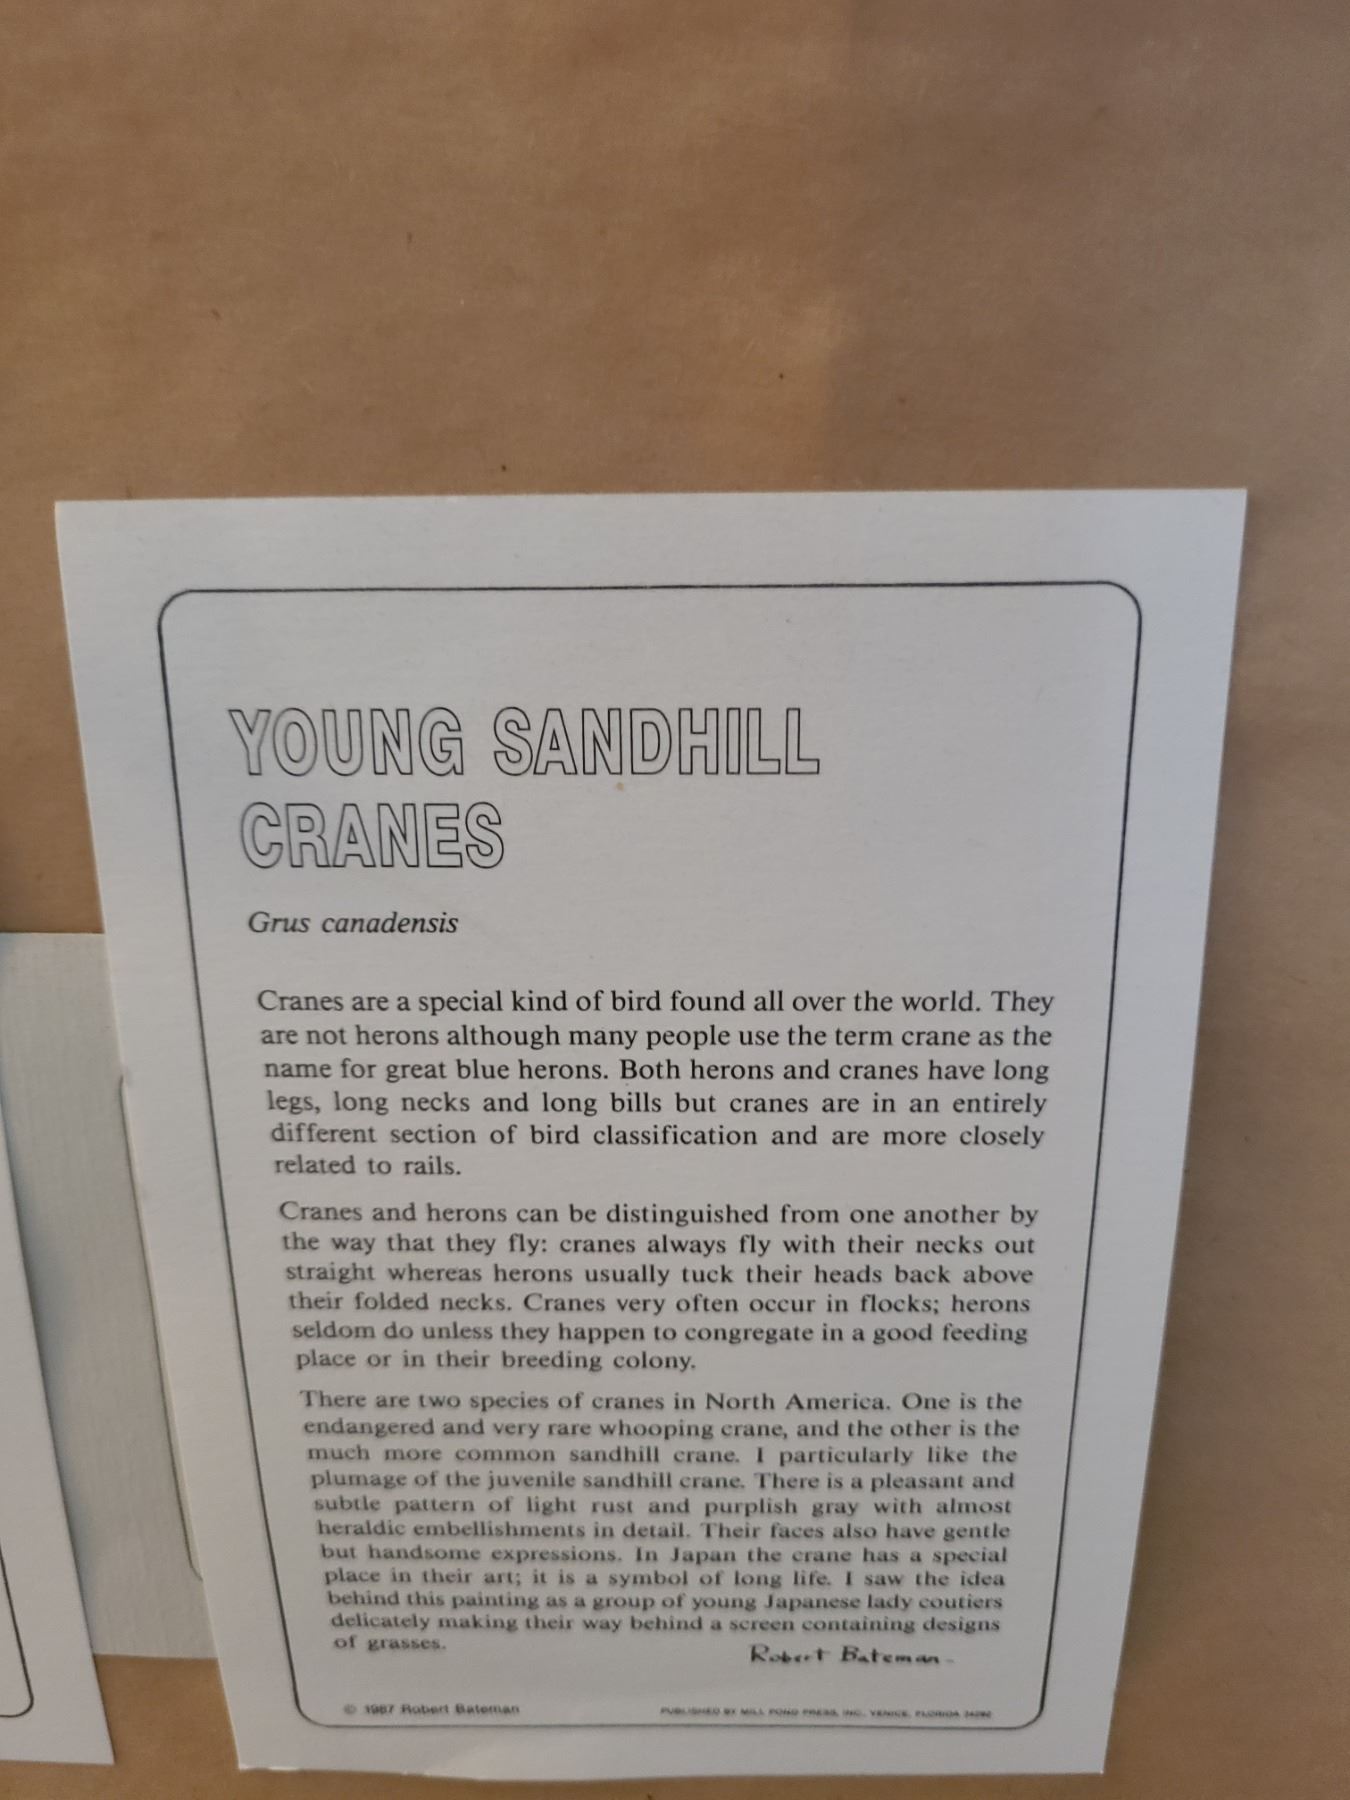 YOUNG SANDHILL
CRANES
Grus canadensis
Cranes are a special kind of bird found all over the world. They
are not herons although many people use the term crane as the
name for great blue herons. Both herons and cranes have long
legs, long necks and long bills but cranes are in an entirely
different section of bird classification and are more closely
related to rails.
Cranes and herons can be distinguished from one another by
the way that they fly: cranes always fly with their necks out
straight whereas herons usually tuck their heads back above
their folded necks. Cranes very often occur in flocks; herons
seldom do unless they happen to congregate in a good feeding
place or in their breeding colony.
There are two species of cranes in North America. One is the
endangered and very rare whooping crane, and the other is the
much more common sandhill crane. I particularly like the
plumage of the juvenile sandhill crane. There is a pleasant and
subtle pattern of light rust and purplish gray with almost
heraldic embellishments in detail. Their faces also have gentle
but handsome expressions. In Japan the crane has a special
place in their art; it is a symbol of long life. I saw the idea
behind this painting as a group of young Japanese lady coutiers
delicately making their way behind a screen containing designs
of grasses.
Robert Bateman
© 1987 Robert Bateman
PUBLISHED BY MILL POND PRESS, INC., VENICE, FLORIDA